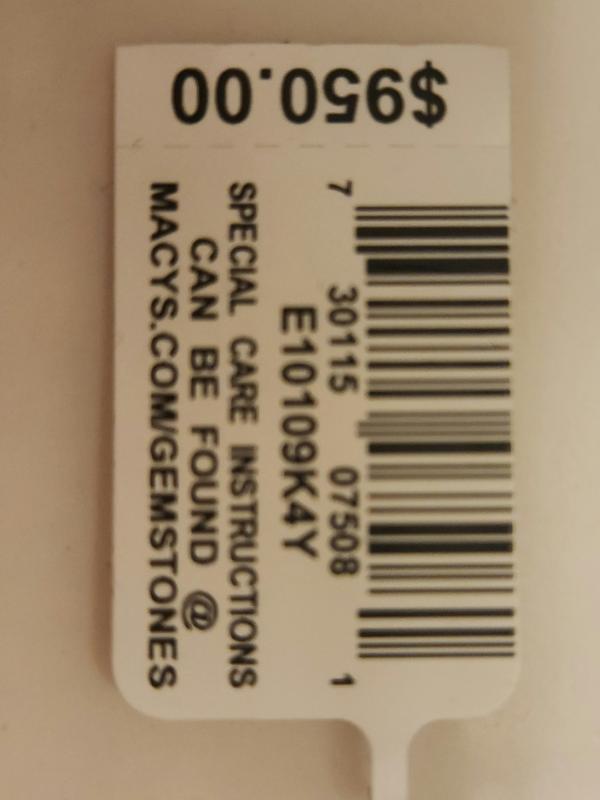 $950.00
7 30115 07508 1
E10109K4Y
SPECIAL CARE INSTRUCTIONS
CAN BE FOUND @
MACYS.COM/GEMSTONES